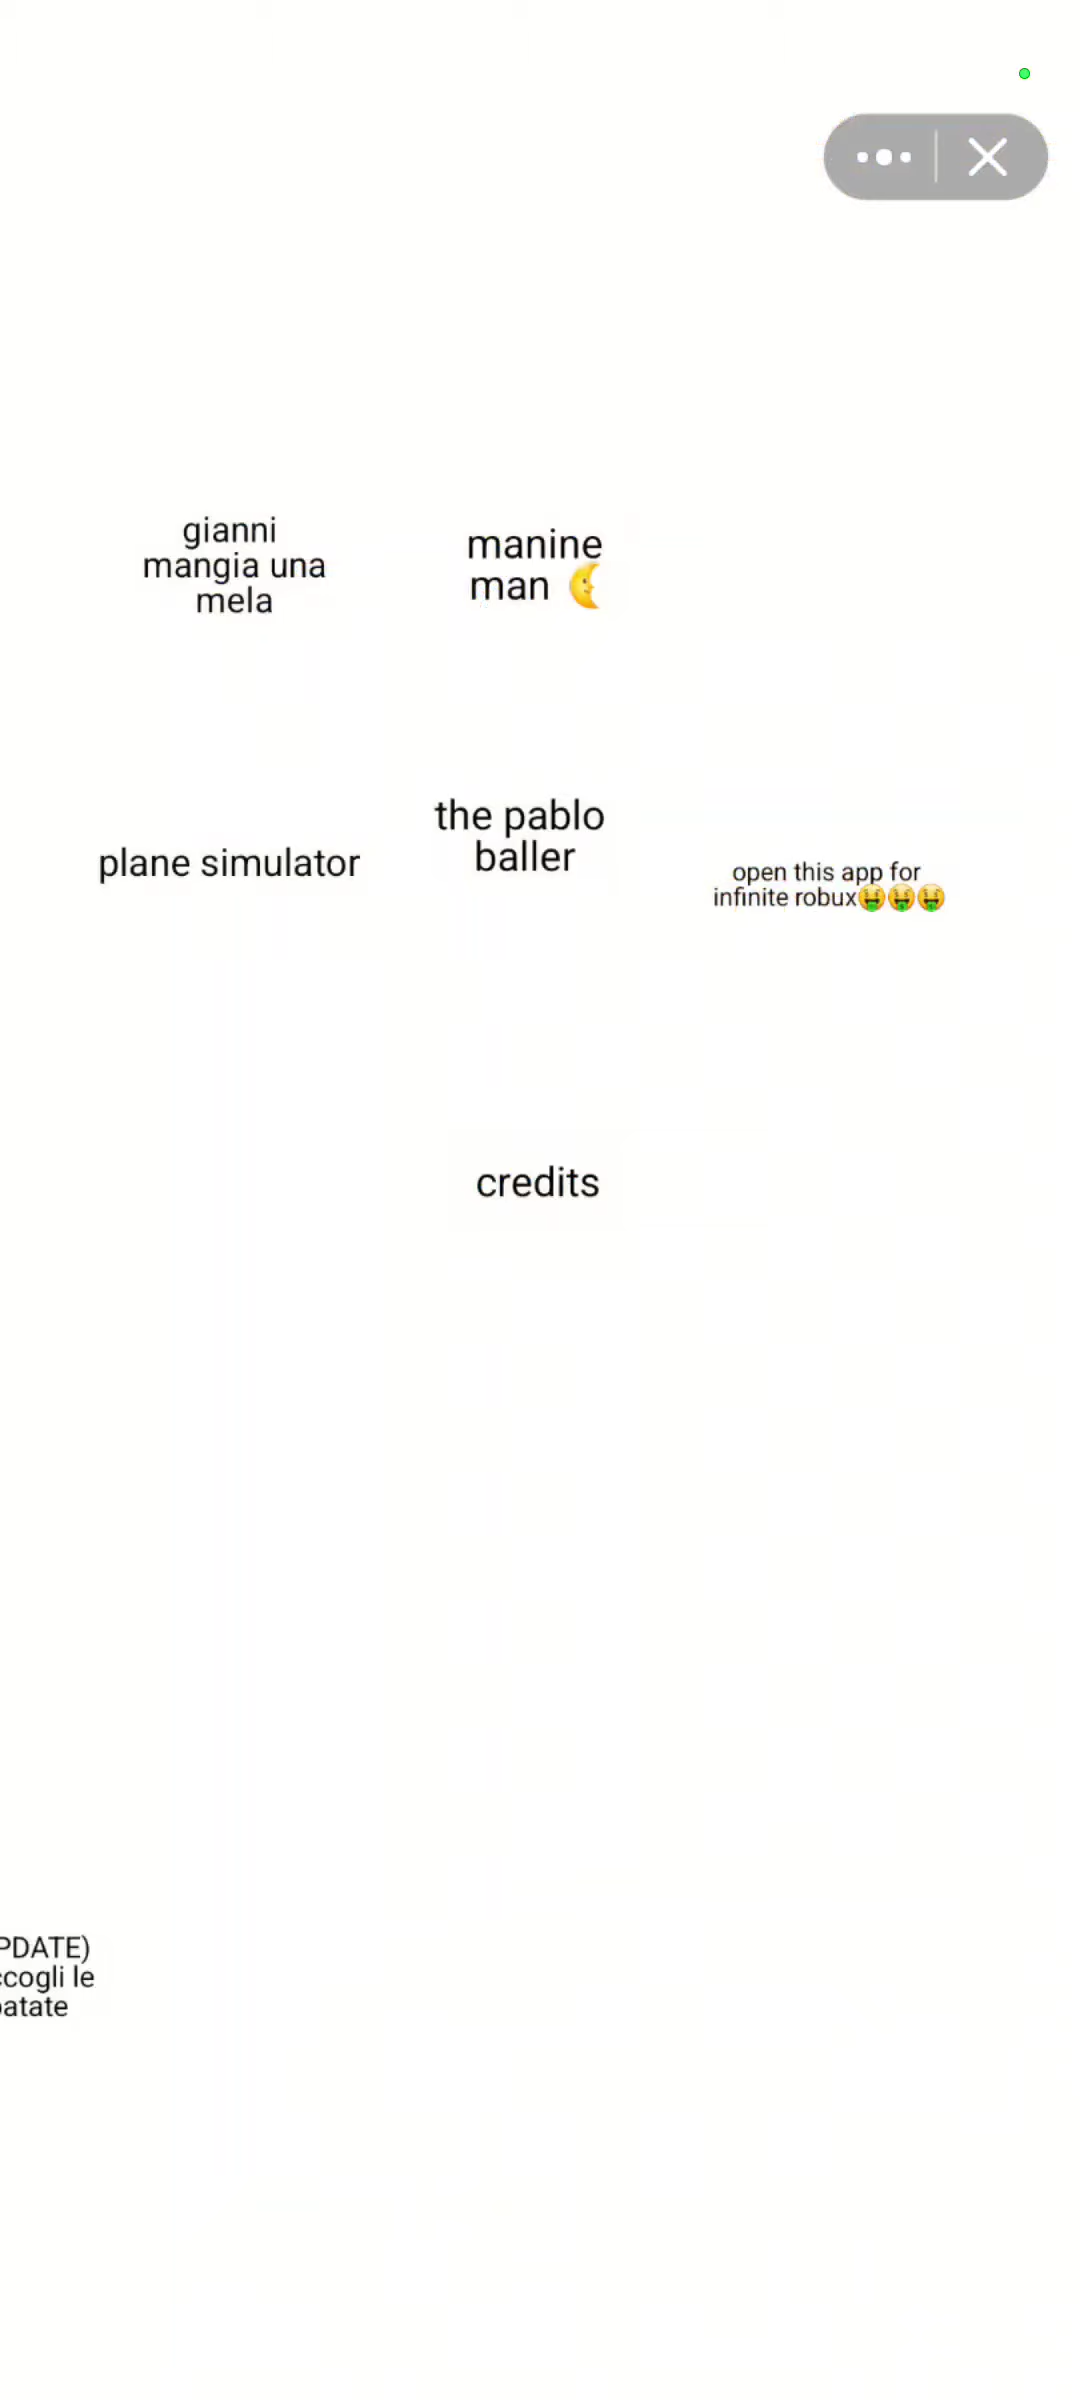 gianni
mangia una
mela
manine
man 🌛
the pablo
baller
plane simulator
open this app for
infinite robux🤑🤑🤑
credits
PDATE)
ccogli le
patate